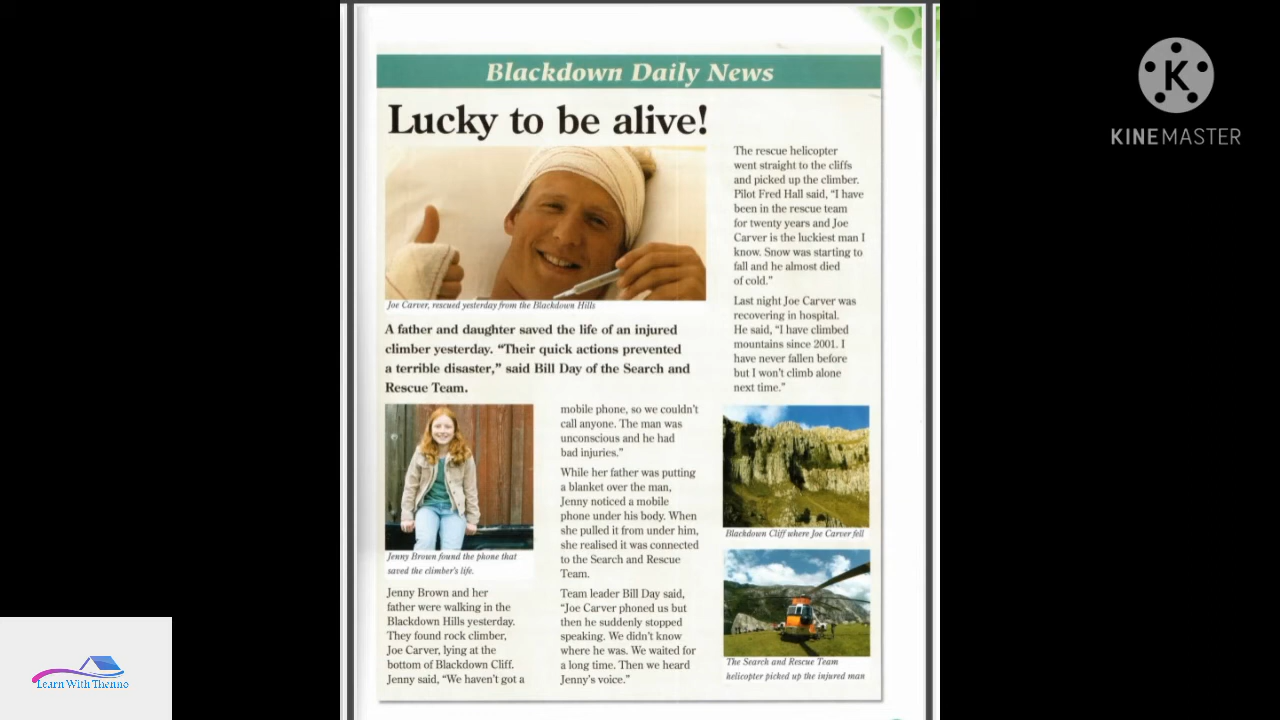 Blackdown Daily News
Lucky to be alive!
Joe Carver, rescued yesterday from the Blackdown Hills
A father and daughter saved the life of an injured
climber yesterday. “Their quick actions prevented
a terrible disaster,” said Bill Day of the Search and
Rescue Team.
Jenny Brown found the phone that
saved the climber's life.
Jenny Brown and her
father were walking in the
Blackdown Hills yesterday.
They found rock climber,
Joe Carver, lying at the
bottom of Blackdown Cliff.
Jenny said, “We haven't got a
mobile phone, so we couldn't
call anyone. The man was
unconscious and he had
bad injuries.”
While her father was putting
a blanket over the man,
Jenny noticed a mobile
phone under his body. When
she pulled it from under him,
she realised it was connected
to the Search and Rescue
Team.
Team leader Bill Day said,
“Joe Carver phoned us but
then he suddenly stopped
speaking. We didn't know
where he was. We waited for
a long time. Then we heard
Jenny's voice.”
The rescue helicopter
went straight to the cliffs
and picked up the climber.
Pilot Fred Hall said, “I have
been in the rescue team
for twenty years and Joe
Carver is the luckiest man I
know. Snow was starting to
fall and he almost died
of cold.”
Last night Joe Carver was
recovering in hospital.
He said, “I have climbed
mountains since 2001. I
have never fallen before
but I won't climb alone
next time.”
Blackdown Cliff where Joe Carver fell
The Search and Rescue Team
helicopter picked up the injured man
K
KINEMASTER
Learn With Thenno